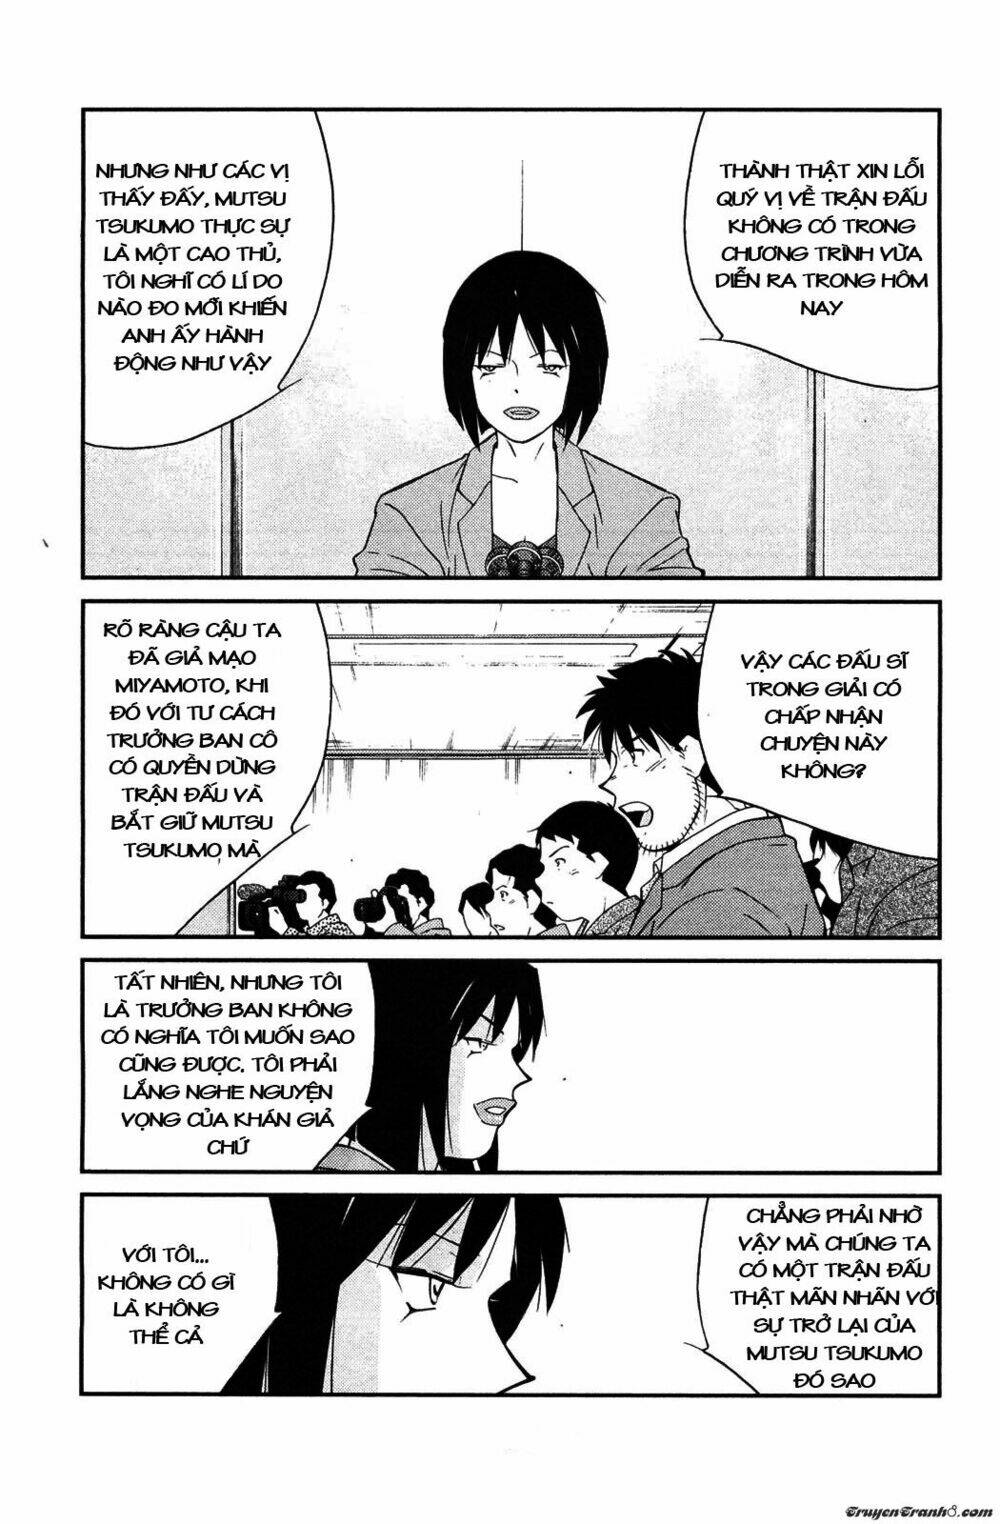 THÀNH THẬT XIN LỖI
QUÝ VỊ VỀ TRẬN ĐẤU
KHÔNG CÓ TRONG
CHƯƠNG TRÌNH VỪA
DIỄN RA TRONG HÔM
NAY
NHƯNG NHƯ CÁC VỊ
THẤY ĐẤY, MUTSU
TSUKUMO THỰC SỰ
LÀ MỘT CAO THỦ,
TÔI NGHĨ CÓ LÍ DO
NÀO ĐO MỚI KHIẾN
ANH ẤY HÀNH
ĐỘNG NHƯ VẬY
VẬY CÁC ĐẤU SĨ
TRONG GIẢI CÓ
CHẤP NHẬN
CHUYỆN NÀY
KHÔNG?
RÕ RÀNG CẬU TA
ĐÃ GIẢ MẠO
MIYAMOTO, KHI
ĐÓ VỚI TƯ CÁCH
TRƯỞNG BAN CÔ
CÓ QUYỀN DỪNG
TRẬN ĐẤU VÀ
BẮT GIỮ MUTSU
TSUKUMO MÀ
TẤT NHIÊN, NHƯNG TÔI
LÀ TRƯỞNG BAN KHÔNG
CÓ NGHĨA TÔI MUỐN SAO
CŨNG ĐƯỢC. TÔI PHẢI
LẮNG NGHE NGUYỆN
VỌNG CỦA KHÁN GIẢ
CHỨ
CHẲNG PHẢI NHỜ
VẬY MÀ CHÚNG TA
CÓ MỘT TRẬN ĐẤU
THẬT MÃN NHÃN VỚI
SỰ TRỞ LẠI CỦA
MUTSU TSUKUMO
ĐÓ SAO
VỚI TÔI...
KHÔNG CÓ GÌ
LÀ KHÔNG
THỂ CẢ
TruyenTranh8.com